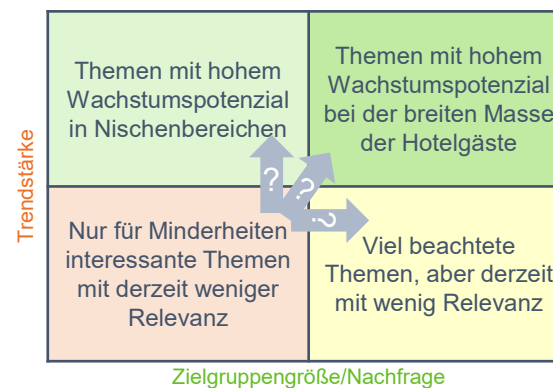 Themen mit hohem
Wachstumspotenzial
in Nischenbereichen
Themen mit hohem
Wachstumspotenzial
bei der breiten Masse
der Hotelgäste
?
?
?
Nur für Minderheiten
interessante Themen
mit derzeit weniger
Relevanz
Viel beachtete
Themen, aber derzeit
mit wenig Relevanz
Trendstärke
Zielgruppengröße/Nachfrage